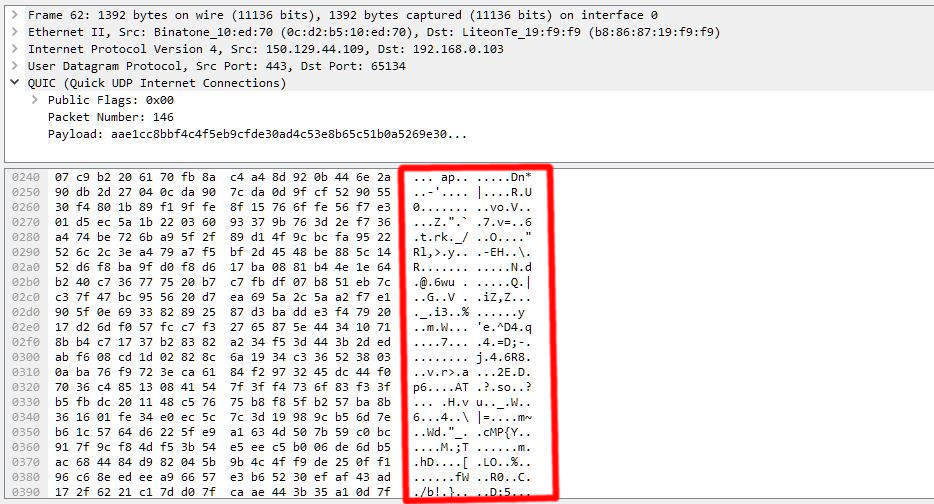 Frame 62: 1392 bytes on wire (11136 bits), 1392 bytes captured (11136 bits) on interface 0
Ethernet II, Src: Binatone_10:ed:70 (0c:d2:b5:10:ed:70), Dst: LiteonTe_19:f9:f9 (b8:86:87:19:f9:f9)
Internet Protocol Version 4, Src: 150.129.44.109, Dst: 192.168.0.103
User Datagram Protocol, Src Port: 443, Dst Port: 65134
QUIC (Quick UDP Internet Connections)
Public Flags: 0x00
Packet Number: 146
Payload: aae1cc8bbf4c4f5eb9cfde30ad4c53e8b65c51b0a5269e30...
0240 07 c9 b2 20 61 70 fb 8a c4 a4 8d 92 0b 44 6e 2a ... ap.. .....Dn*
0250 90 db 2d 27 04 0c da 90 7c da 0d 9f cf 52 90 55 ..-'.... |....R.U
0260 30 f4 80 1b 89 f1 9f fe 8f 15 76 6f fe 56 f7 e3 0....... ..vo.V..
0270 01 d5 ec 5a 1b 22 03 60 93 37 9b 76 3d 2e f7 36 ...Z.".` .7.v=..6
0280 a4 74 be 72 6b a9 5f 2f 89 d1 4f 9c bc fa 95 22 .t.rk._/ ..O...."
0290 52 6c 2c 3e a4 79 a7 f5 bf 2d 45 48 be 88 5c 14 Rl,>.y.. .-EH..\.
02a0 52 d6 f8 ba 9f d0 f8 d6 17 ba 08 81 b4 4e 1e 64 R....... .....N.d
02b0 b2 40 c7 36 77 75 20 b7 c7 fb df 07 b8 51 eb 7c .@.6wu . .....Q.|
02c0 c3 7f 47 bc 95 56 20 d7 ea 69 5a 2c 5a a2 f7 e1 ..G..V . .iZ,Z...
02d0 90 5f 0e 69 33 82 89 25 87 d3 ba dd e3 f4 79 20 ._.i3..% ......y
02e0 17 d2 6d f0 57 fc c7 f3 27 65 87 5e 44 34 10 71 ..m.W... 'e.^D4.q
02f0 8b b4 c7 17 37 b2 83 82 a2 34 f5 3d 44 3b 2d ed ....7... .4.=D;-.
0300 ab f6 08 cd 1d 02 82 8c 6a 19 34 c3 36 52 38 03 ........ j.4.6R8.
0310 0a ba 76 f9 72 3e ca 61 84 f2 97 32 45 dc 44 f0 ..v.r>.a ...2E.D.
0320 70 36 c4 85 13 08 41 54 7f 3f f4 73 6f 83 f3 3f p6....AT .?.so..?
0330 b5 fb dc 20 11 48 c5 76 75 b8 f8 5f b2 57 ba 8b ... .H.v u.._.W..
0340 36 16 01 fe 34 e0 ec 5c 7c 3d 19 98 9c b5 6d 7e 6...4..\ |=....m~
0350 b6 1c 57 64 d6 22 5f e9 a1 63 4d 50 7b 59 c0 bc ..Wd."_. .cMP{Y..
0360 91 7f 9c f8 4d f5 3b 54 e5 ee c5 b0 06 de 6d b5 ....M.;T ......m.
0370 ac 68 44 84 d9 82 04 5b 9b 4c 4f f9 de 25 0f f1 .hD....[ .LO..%..
0380 96 c6 8e ed ee a9 66 57 e3 b6 52 30 ef af 43 ad ......fW ..R0..C.
0390 17 2f 62 21 c1 7d d0 7f ca ae 44 3b 35 a1 0d 7f ./b!.}.. ..D;5...